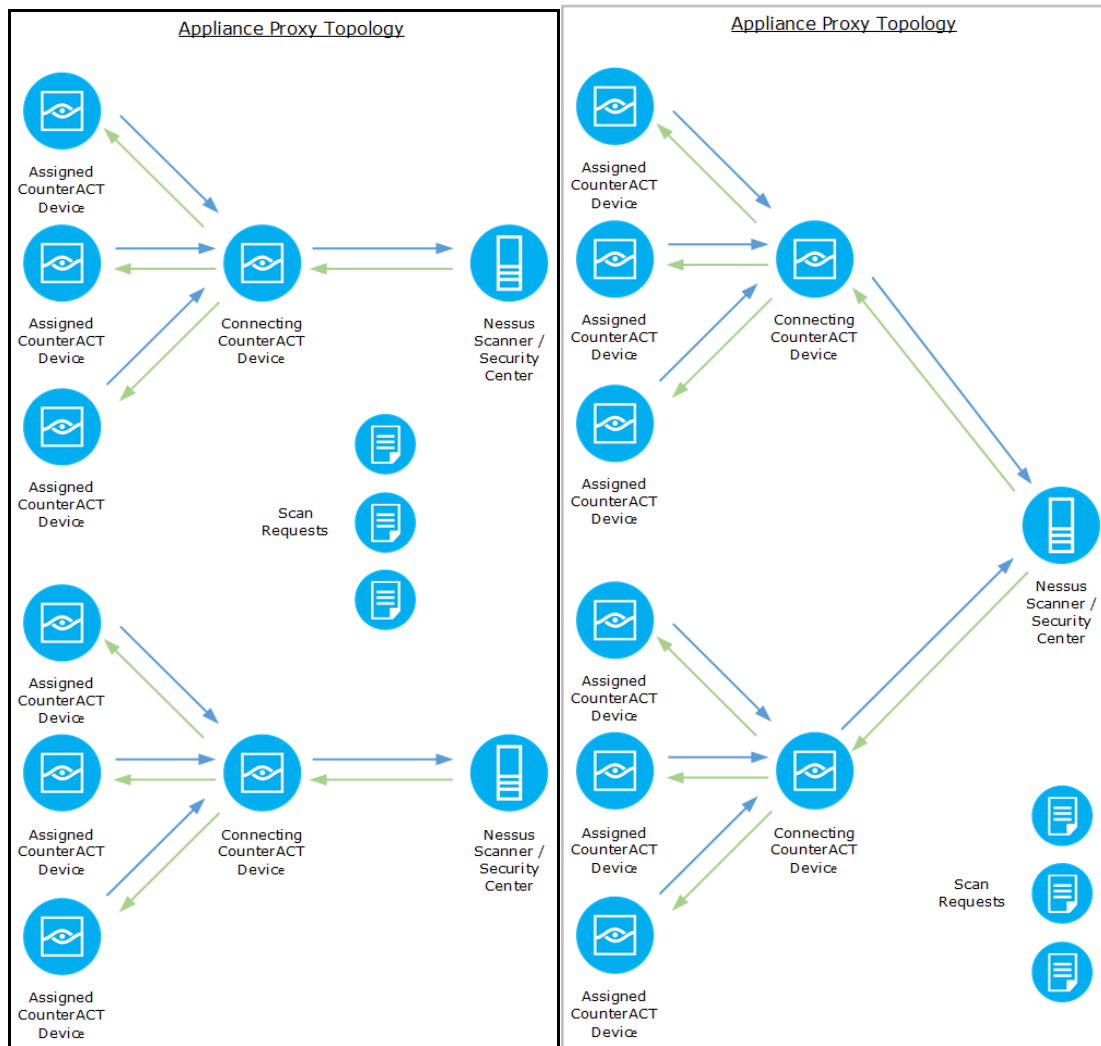 Appliance Proxy Topology
Assigned
CounterACT
Device
Assigned
CounterACT
Device
Connecting
CounterACT
Device
Nessus
Scanner /
Security
Center
Assigned
CounterACT
Device
Scan
Requests
Assigned
CounterACT
Device
Assigned
CounterACT
Device
Connecting
CounterACT
Device
Nessus
Scanner /
Security
Center
Assigned
CounterACT
Device
Appliance Proxy Topology
Assigned
CounterACT
Device
Assigned
CounterACT
Device
Connecting
CounterACT
Device
Assigned
CounterACT
Device
Nessus
Scanner /
Security
Center
Assigned
CounterACT
Device
Assigned
CounterACT
Device
Connecting
CounterACT
Device
Scan
Requests
Assigned
CounterACT
Device